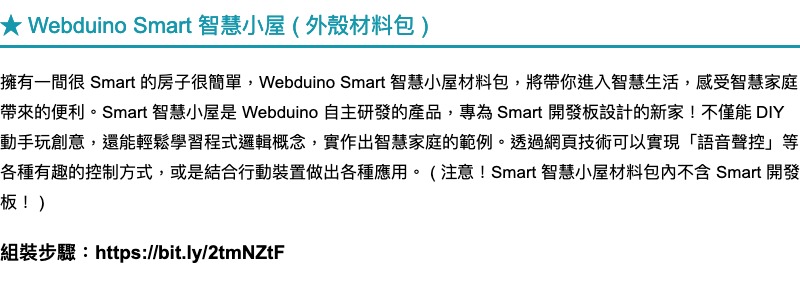 ★ Webduino Smart 智慧小屋 ( 外殼材料包 )
擁有一間很 Smart 的房子很簡單，Webduino Smart 智慧小屋材料包，將帶你進入智慧生活，感受智慧家庭
帶來的便利。Smart 智慧小屋是 Webduino 自主研發的產品，專為 Smart 開發板設計的新家！不僅能 DIY
動手玩創意，還能輕鬆學習程式邏輯概念，實作出智慧家庭的範例。透過網頁技術可以實現「語音聲控」等
各種有趣的控制方式，或是結合行動裝置做出各種應用。 ( 注意！Smart 智慧小屋材料包內不含 Smart 開發
板！ )
組裝步驟：https://bit.ly/2tmNZtF